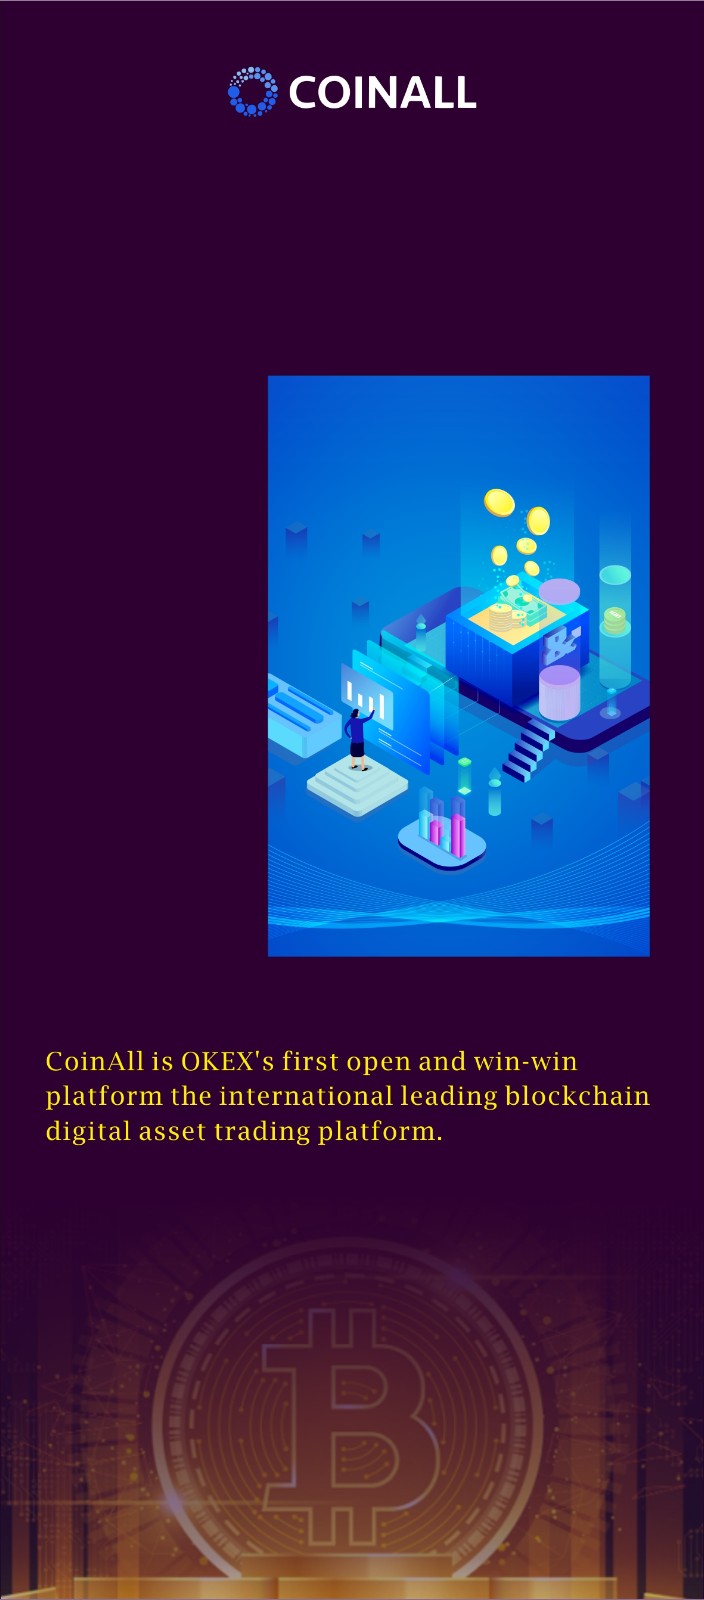 COINALL
CoinAll is OKEX's first open and win-win
platform the international leading blockchain
digital asset trading platform.